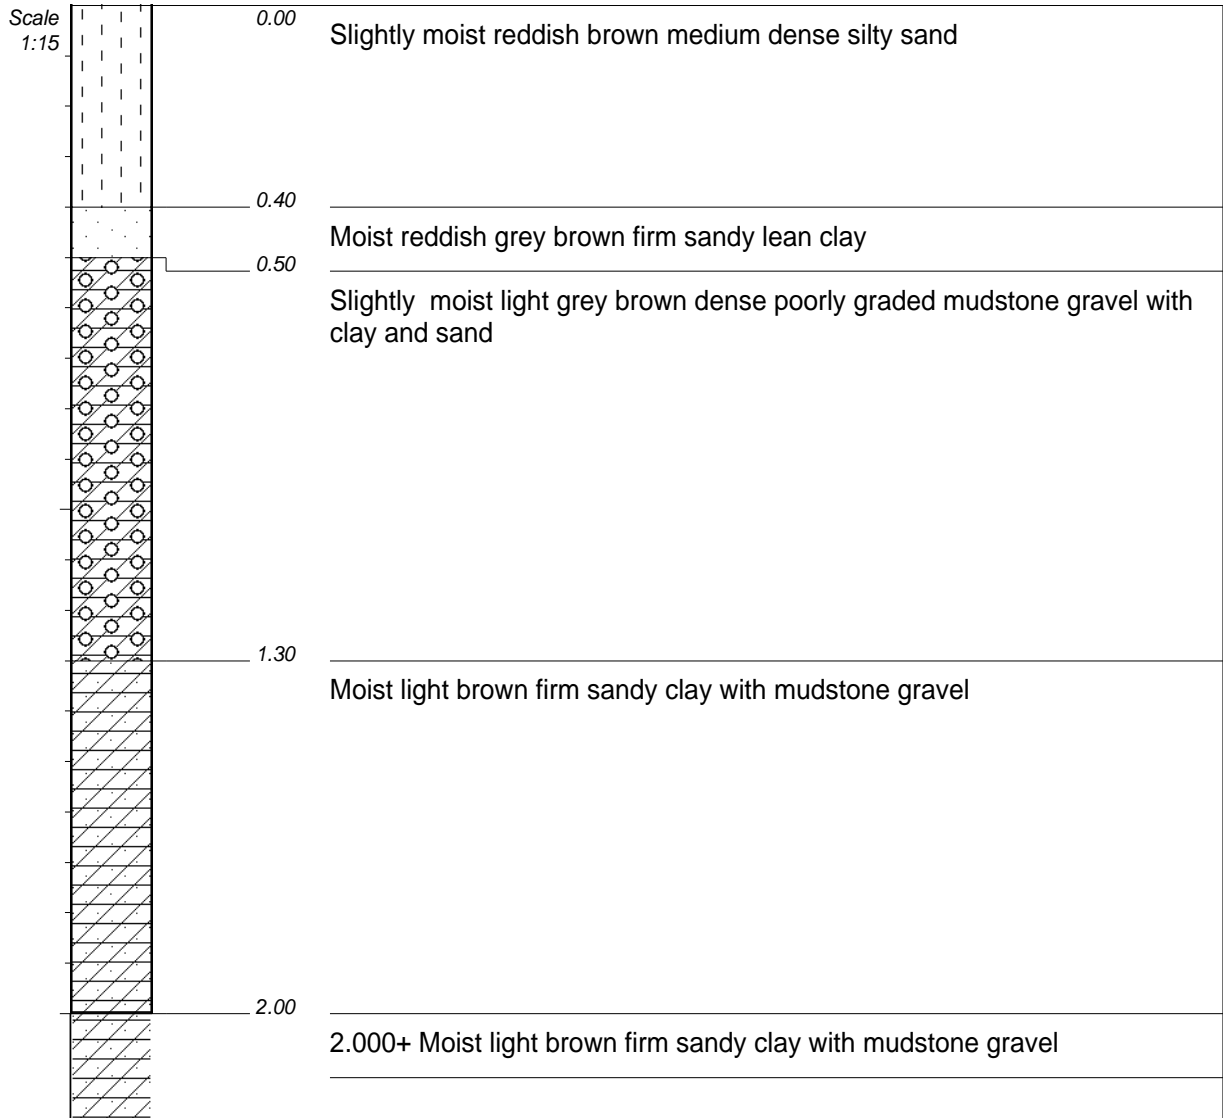 Scale
1:15
0.00
Slightly moist reddish brown medium dense silty sand
0.40
Moist reddish grey brown firm sandy lean clay
0.50
Slightly  moist light grey brown dense poorly graded mudstone gravel with
clay and sand
1.30
Moist light brown firm sandy clay with mudstone gravel
2.00
2.000+ Moist light brown firm sandy clay with mudstone gravel